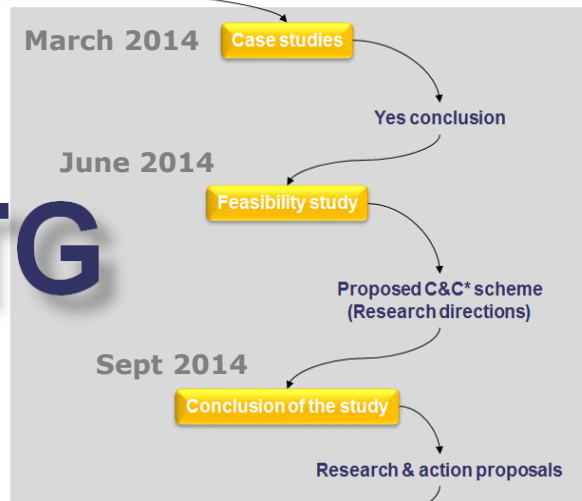 March 2014
Case studies
Yes conclusion
June 2014
Feasibility study
TG
Proposed C&C* scheme
(Research directions)
Sept 2014
Conclusion of the study
Research & action proposals